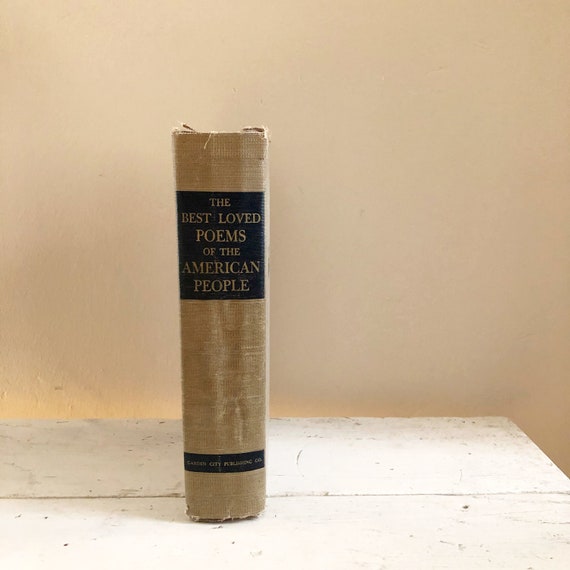 THE
BEST LOVED
POEMS
OF THE
AMERICAN
PEOPLE
GARDEN CITY PUBLISHING CO.